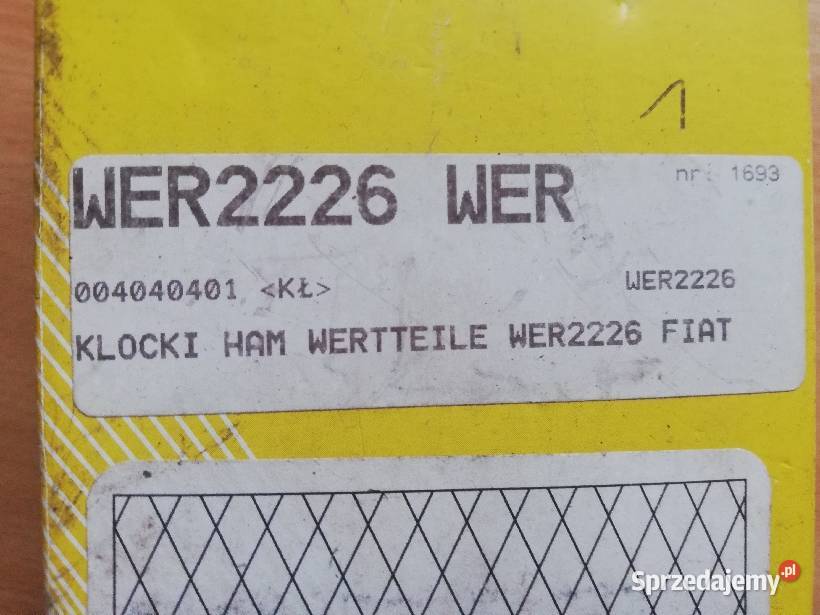 1
WER2226 WER
nr: 1693
004040401 <KŁ>
WER2226
KLOCKI HAM WERTTEILE WER2226 FIAT
Sprzedajemy.pl